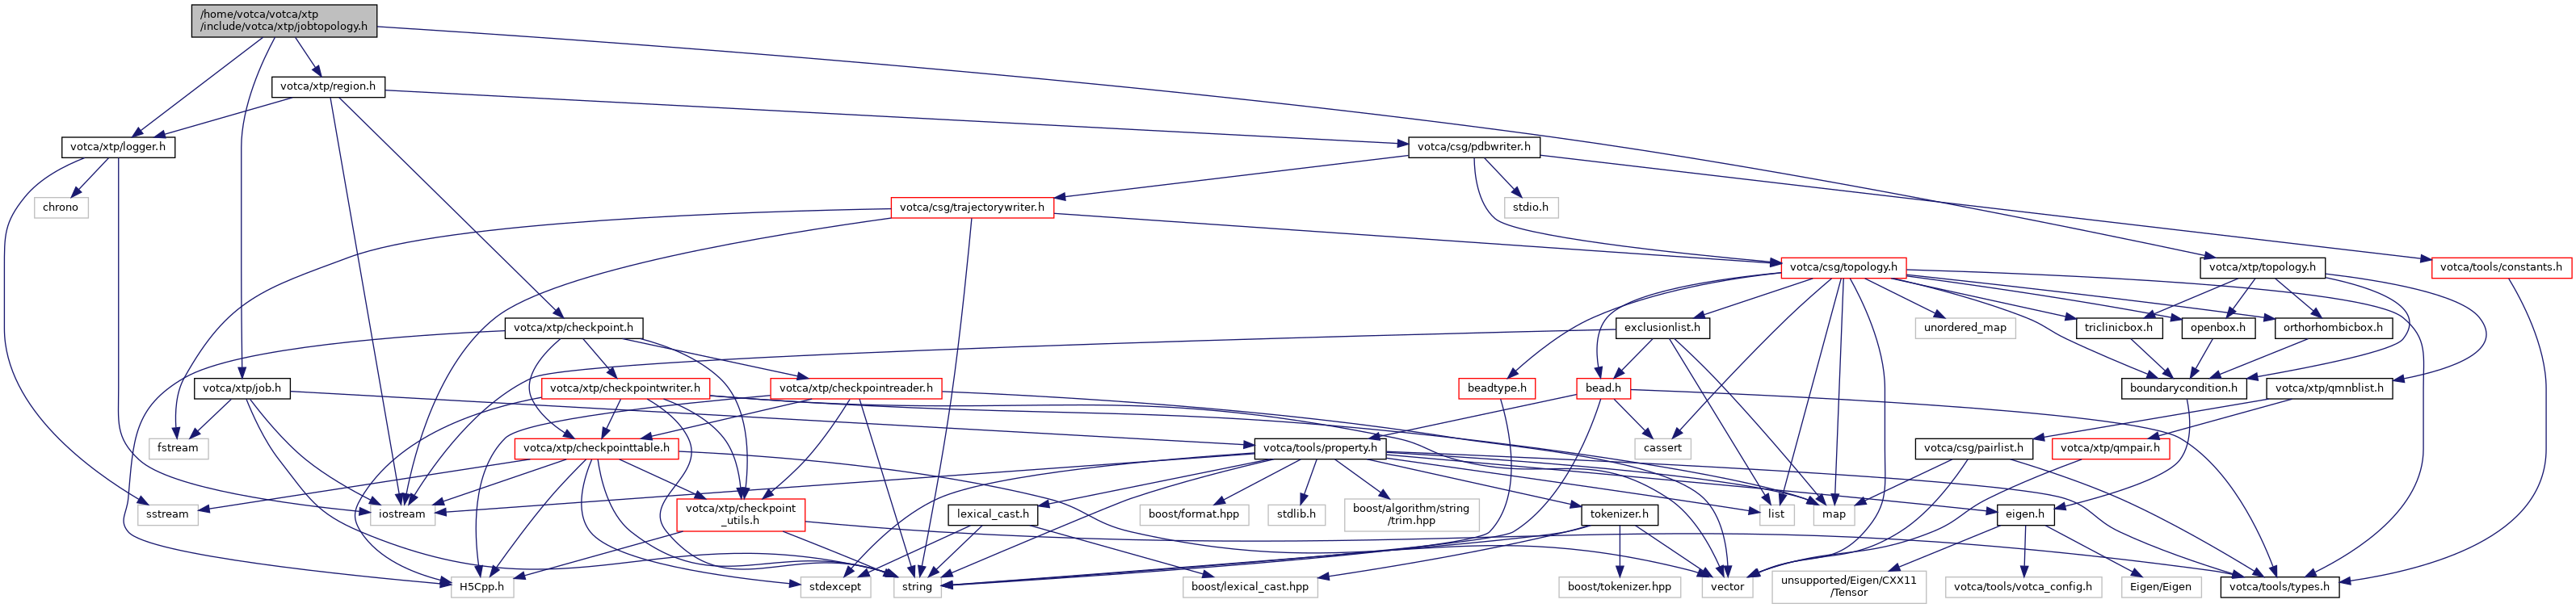 /home/votca/votca/xtp
/include/votca/xtp/jobtopology.h
votca/xtp/region.h
votca/xtp/logger.h
votca/csg/pdbwriter.h
chrono
votca/csg/trajectorywriter.h
stdio.h
votca/csg/topology.h
votca/xtp/topology.h
votca/tools/constants.h
votca/xtp/checkpoint.h
exclusionlist.h
unordered_map
triclinicbox.h
openbox.h
orthorhombicbox.h
votca/xtp/job.h
votca/xtp/checkpointwriter.h
votca/xtp/checkpointreader.h
beadtype.h
bead.h
boundarycondition.h
votca/xtp/qmnblist.h
fstream
votca/xtp/checkpointtable.h
votca/tools/property.h
cassert
votca/csg/pairlist.h
votca/xtp/qmpair.h
sstream
iostream
votca/xtp/checkpoint
_utils.h
lexical_cast.h
boost/format.hpp
stdlib.h
boost/algorithm/string
/trim.hpp
tokenizer.h
list
map
eigen.h
H5Cpp.h
stdexcept
string
boost/lexical_cast.hpp
boost/tokenizer.hpp
vector
unsupported/Eigen/CXX11
/Tensor
votca/tools/votca_config.h
Eigen/Eigen
votca/tools/types.h